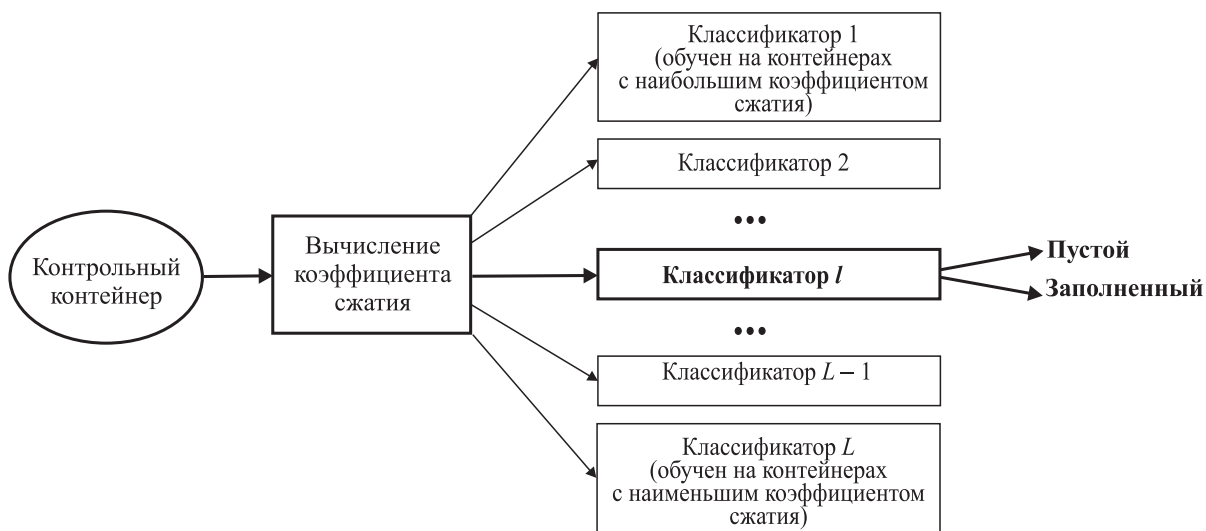 Классификатор 1
(обучен на контейнерах
с наибольшим коэффициентом
сжатия)
Классификатор 2
•••
Контрольный
контейнер
Вычисление
коэффициента
сжатия
Классификатор l
Пустой
Заполненный
•••
Классификатор L – 1
Классификатор L
(обучен на контейнерах
с наименьшим коэффициентом
сжатия)